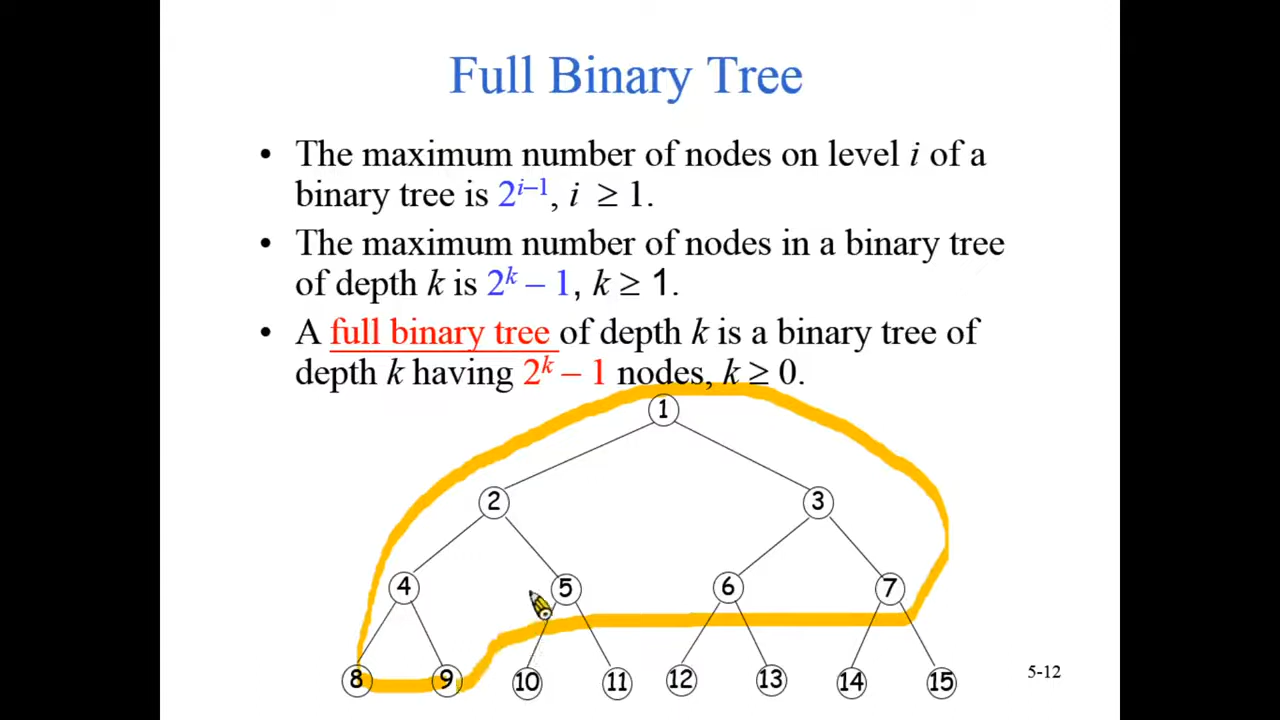 Full Binary Tree
• The maximum number of nodes on level i of a
binary tree is 2^{i–1}, i ≥ 1.
• The maximum number of nodes in a binary tree
of depth k is 2^k – 1, k ≥ 1.
• A full binary tree of depth k is a binary tree of
depth k having 2^k – 1 nodes, k ≥ 0.
1
2 3
4 5 6 7
8 9 10 11 12 13 14 15
5-12